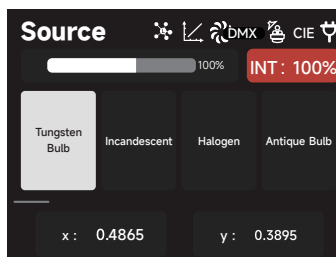 Source DMX CIE
100% INT: 100%
Tungsten
Bulb
Incandescent
Halogen
Antique Bulb
x: 0.4865 y: 0.3895